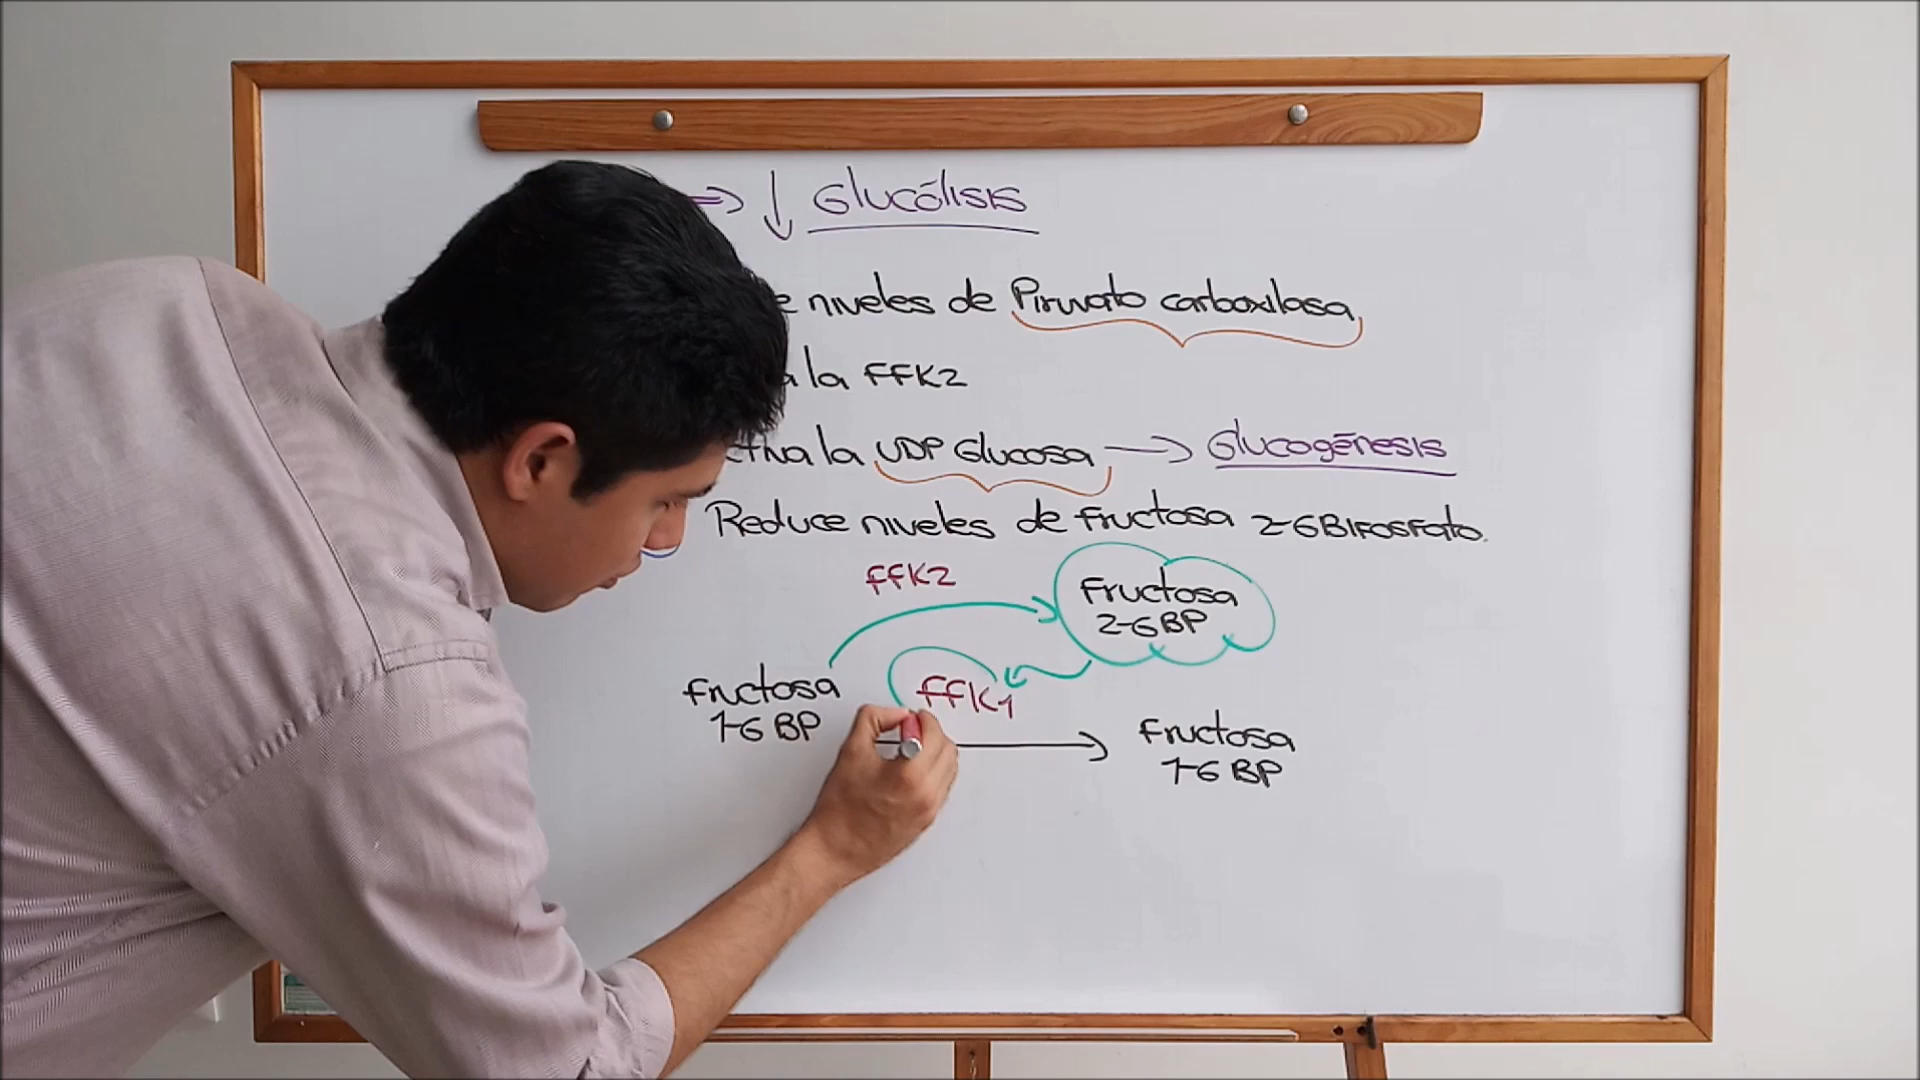 ↓ Glucólisis
niveles de Piruvato carboxilasa
la FFK2
la UDP Glucosa → Glucogénesis
Reduce niveles de fructosa 2-6 Bifosfato.
FFK2
Fructosa
2-6 BP
fructosa
1-6 BP
FFK1
Fructosa
1-6 BP